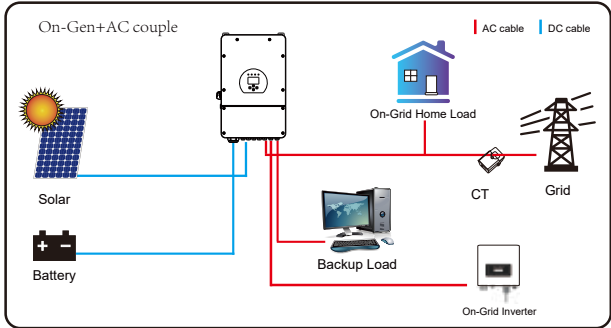 On-Gen+AC couple
AC cable
DC cable
On-Grid Home Load
Solar
CT
Grid
Battery
Backup Load
On-Grid Inverter